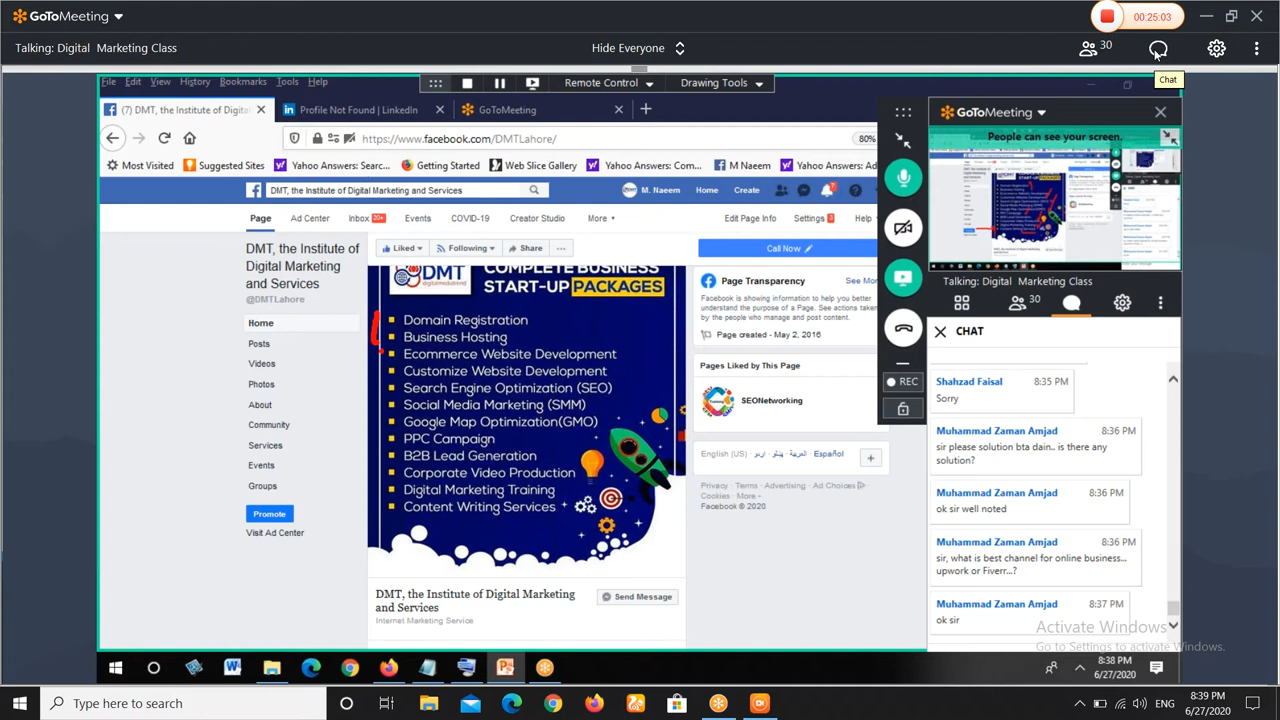 GoToMeeting
00:25:03
Talking: Digital Marketing Class
Hide Everyone
30
Chat
File Edit View History Bookmarks Tools Help
Remote Control
Drawing Tools
(7) DMT, the Institute of Digital
Profile Not Found | LinkedIn
GoToMeeting
https://www.facebook.com/DMTLahore/
80%
Most Visited
Suggested Sites
Yahoo Answers: Com...
Web Slice Gallery
Yahoo Answers: Com...
M Naeem
Yahoo! Answers: Ad
DMT, the Institute of Digital Marketing and Services
M. Naeem
Home
Create
Page
Ad Center
Inbox 20+
Events
COVID-19
Creator Studio
More
Edit Page Info
Settings
Help
DMT, the Institute of
Digital Marketing
and Services
@DMTLahore
Home
Posts
Videos
Photos
About
Community
Services
Events
Groups
Promote
Visit Ad Center
Liked
Following
Share
...
Call Now
DMT
COMPLETE BUSINESS
START-UP PACKAGES
Domain Registration
Business Hosting
Ecommerce Website Development
Customize Website Development
Search Engine Optimization (SEO)
Social Media Marketing (SMM)
Google Map Optimization(GMO)
PPC Campaign
B2B Lead Generation
Corporate Video Production
Digital Marketing Training
Content Writing Services
DMT, the Institute of Digital Marketing
and Services
Internet Marketing Service
Send Message
Page Transparency
See Mo
Facebook is showing information to help you better
understand the purpose of a Page. See actions taken
by the people who manage and post content.
Page created - May 2, 2016
Pages Liked by This Page
SEONetworking
English (US) · اردو · پښتو · العربية · Español
Privacy · Terms · Advertising · Ad Choices
Cookies · More
Facebook © 2020
REC
GoToMeeting
People can see your screen.
Talking: Digital Marketing Class
30
CHAT
Shahzad Faisal 8:35 PM
Sorry
Muhammad Zaman Amjad 8:36 PM
sir please solution bta dain.. is there any
solution?
Muhammad Zaman Amjad 8:36 PM
ok sir well noted
Muhammad Zaman Amjad 8:36 PM
sir, what is best channel for online business...
upwork or Fiverr...?
Muhammad Zaman Amjad 8:37 PM
ok sir
Activate Windows
Go to Settings to activate Windows.
8:38 PM
6/27/2020
Type here to search
ENG
8:39 PM
6/27/2020